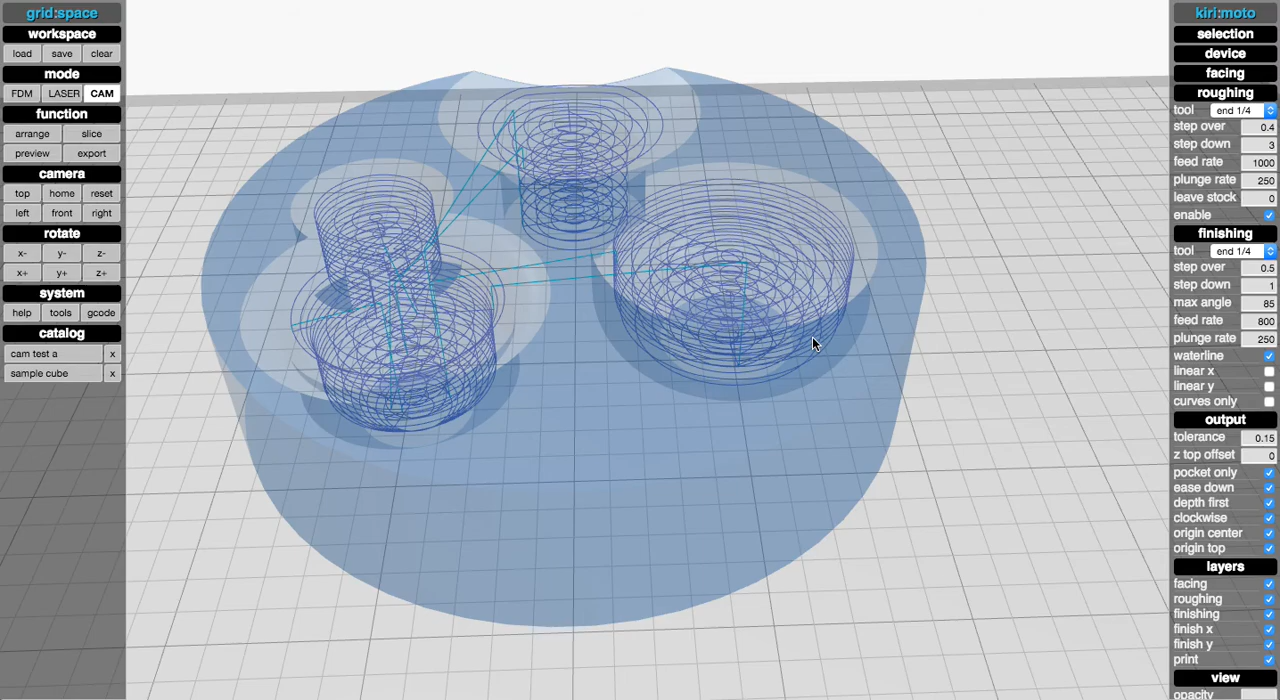 grid:space
workspace
load save clear
mode
FDM LASER CAM
function
arrange slice
preview export
camera
top home reset
left front right
rotate
x- y- z-
x+ y+ z+
system
help tools gcode
catalog
cam test a x
sample cube x
kiri:moto
selection
device
facing
roughing
tool end 1/4
step over 0.4
step down 3
feed rate 1000
plunge rate 250
leave stock 0
enable
finishing
tool end 1/4
step over 0.5
step down 1
max angle 85
feed rate 800
plunge rate 250
waterline
linear x
linear y
curves only
output
tolerance 0.15
z top offset 0
pocket only
ease down
depth first
clockwise
origin center
origin top
layers
facing
roughing
finishing
finish x
finish y
print
view
opacity